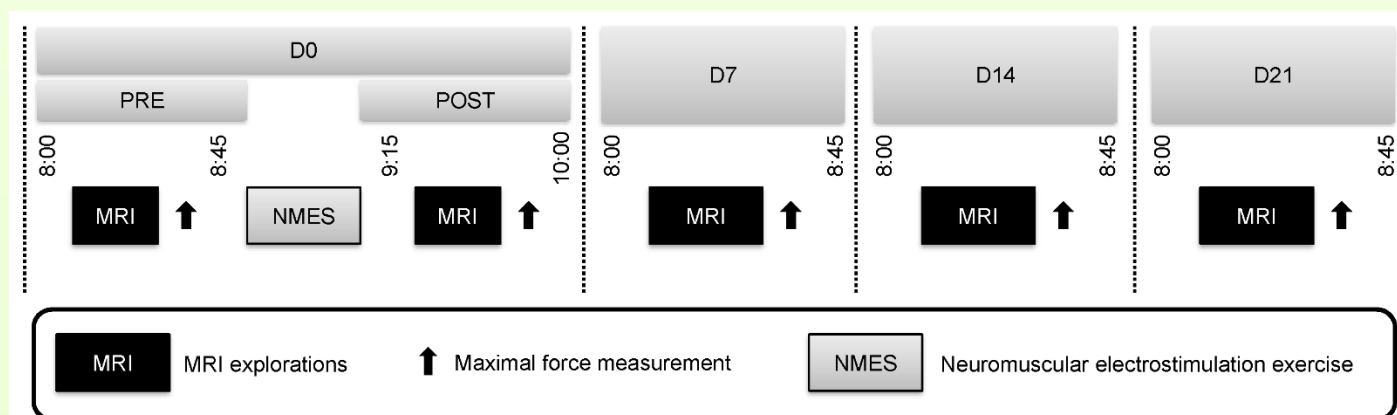 D0
D7
D14
D21
PRE
POST
8:00
8:45
9:15
10:00
8:00
8:45
8:00
8:45
8:00
8:45
MRI
NMES
MRI
MRI
MRI
MRI
MRI
MRI explorations
Maximal force measurement
NMES
Neuromuscular electrostimulation exercise